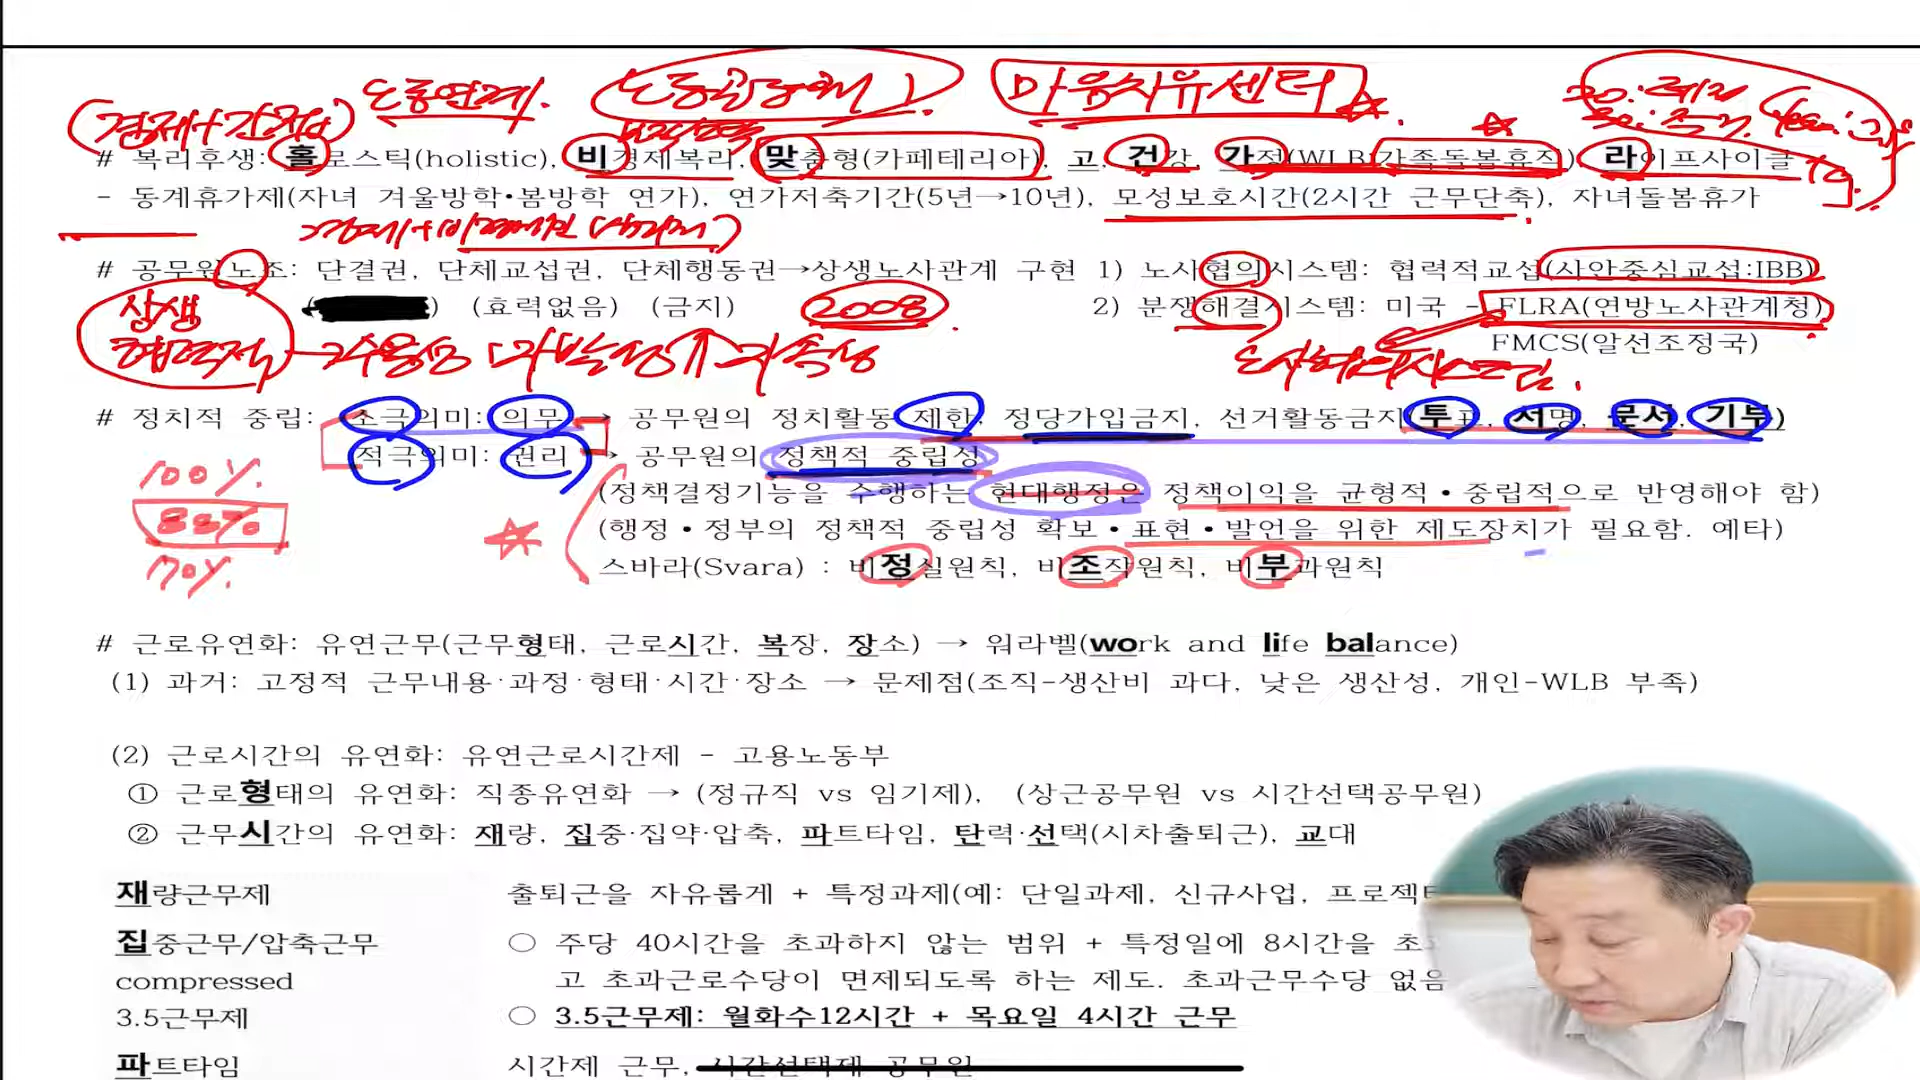 (경제+간접) 노동연계. 마음자유센터
# 복리후생: 홀로스틱(holistic), 비경제복리, 맞춤형(카페테리아), 고, 건강, 가정(WLB:가족돌봄휴직), 라이프사이클
- 동계휴가제(자녀 겨울방학•봄방학 연가), 연가저축기간(5년→10년), 모성보호시간(2시간 근무단축), 자녀돌봄휴가
# 공무원노조: 단결권, 단체교섭권, 단체행동권→상생노사관계 구현 1) 노사협의시스템: 협력적교섭(사안중심교섭:IBB)
상생 ( ) (효력없음) (금지) 2008 2) 분쟁해결시스템: 미국 - FLRA(연방노사관계청)
협력적 → 수용성 지속성 FMCS(알선조정국)
# 정치적 중립: 소극의미: 의무 → 공무원의 정치활동 제한, 정당가입금지, 선거활동금지(투표, 서명, 문서, 기부)
적극의미: 권리 → 공무원의 정책적 중립성
100%.
(정책결정기능을 수행하는 현대행정은 정책이익을 균형적•중립적으로 반영해야 함)
80%
(행정•정부의 정책적 중립성 확보•표현•발언을 위한 제도장치가 필요함. 예타)
70%.
스바라(Svara) : 비정실원칙, 비조작원칙, 비부과원칙
# 근로유연화: 유연근무(근무형태, 근로시간, 복장, 장소) → 워라벨(work and life balance)
(1) 과거: 고정적 근무내용·과정·형태·시간·장소 → 문제점(조직-생산비 과다, 낮은 생산성, 개인-WLB 부족)
(2) 근로시간의 유연화: 유연근로시간제 - 고용노동부
① 근로형태의 유연화: 직종유연화 → (정규직 vs 임기제), (상근공무원 vs 시간선택공무원)
② 근무시간의 유연화: 재량, 집중·집약·압축, 파트타임, 탄력·선택(시차출퇴근), 교대
재량근무제 출퇴근을 자유롭게 + 특정과제(예: 단일과제, 신규사업, 프로젝트
집중근무/압축근무 ○ 주당 40시간을 초과하지 않는 범위 + 특정일에 8시간을 초
compressed 고 초과근로수당이 면제되도록 하는 제도. 초과근무수당 없음
3.5근무제 ○ 3.5근무제: 월화수12시간 + 목요일 4시간 근무
파트타임 시간제 근무, 시간선택제 공무원